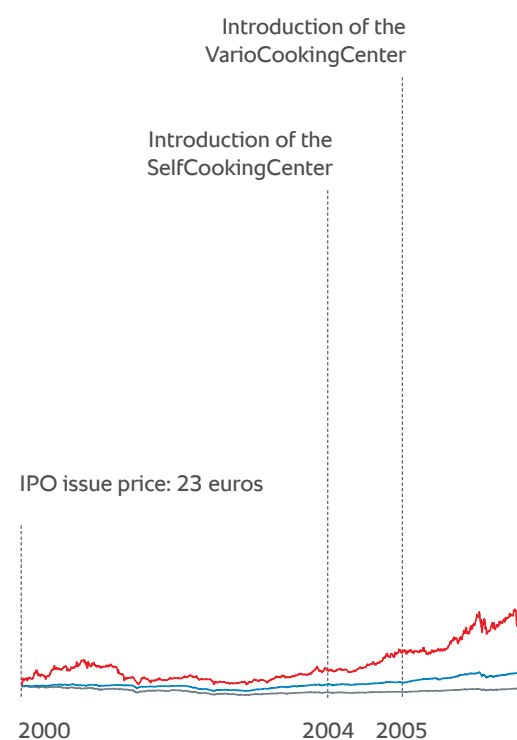 Introduction of the
VarioCookingCenter
Introduction of the
SelfCookingCenter
IPO issue price: 23 euros
2000
2004
2005